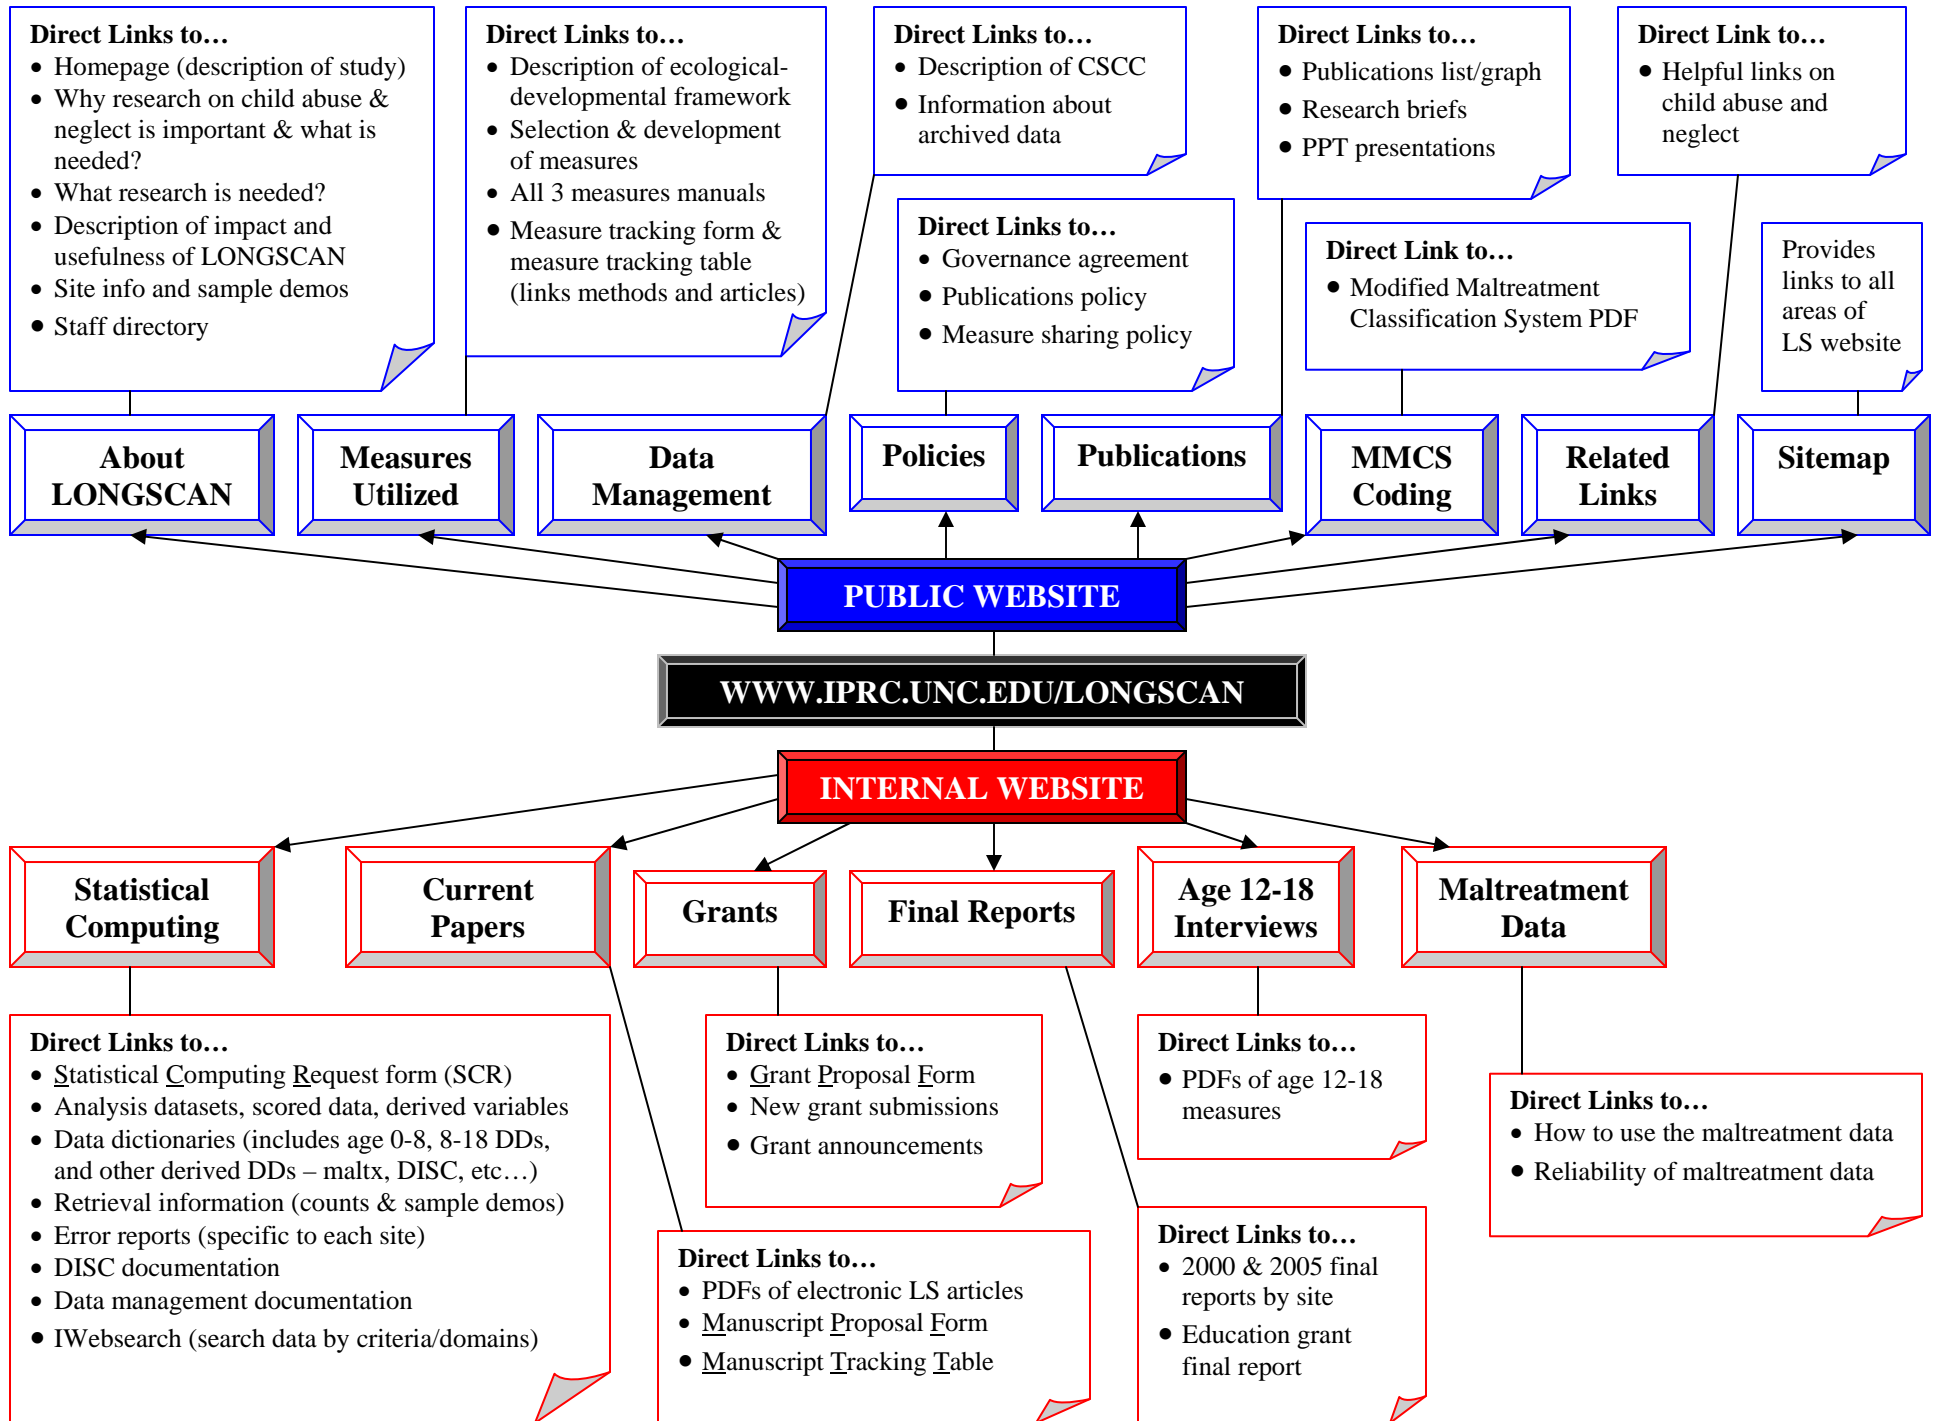 Direct Links to…
• Homepage (description of study)
• Why research on child abuse &
neglect is important & what is
needed?
• What research is needed?
• Description of impact and
usefulness of LONGSCAN
• Site info and sample demos
• Staff directory
Direct Links to…
• Description of ecological-
developmental framework
• Selection & development
of measures
• All 3 measures manuals
• Measure tracking form &
measure tracking table
(links methods and articles)
Direct Links to…
• Description of CSCC
• Information about
archived data
Direct Links to…
• Governance agreement
• Publications policy
• Measure sharing policy
Direct Links to…
• Publications list/graph
• Research briefs
• PPT presentations
Direct Link to…
• Modified Maltreatment
Classification System PDF
Direct Link to…
• Helpful links on
child abuse and
neglect
Provides
links to all
areas of
LS website
About
LONGSCAN
Measures
Utilized
Data
Management
Policies
Publications
MMCS
Coding
Related
Links
Sitemap
PUBLIC WEBSITE
WWW.IPRC.UNC.EDU/LONGSCAN
INTERNAL WEBSITE
Statistical
Computing
Current
Papers
Grants
Final Reports
Age 12-18
Interviews
Maltreatment
Data
Direct Links to…
• Statistical Computing Request form (SCR)
• Analysis datasets, scored data, derived variables
• Data dictionaries (includes age 0-8, 8-18 DDs,
and other derived DDs – maltx, DISC, etc…)
• Retrieval information (counts & sample demos)
• Error reports (specific to each site)
• DISC documentation
• Data management documentation
• IWebsearch (search data by criteria/domains)
Direct Links to…
• PDFs of electronic LS articles
• Manuscript Proposal Form
• Manuscript Tracking Table
Direct Links to…
• Grant Proposal Form
• New grant submissions
• Grant announcements
Direct Links to…
• 2000 & 2005 final
reports by site
• Education grant
final report
Direct Links to…
• PDFs of age 12-18
measures
Direct Links to…
• How to use the maltreatment data
• Reliability of maltreatment data